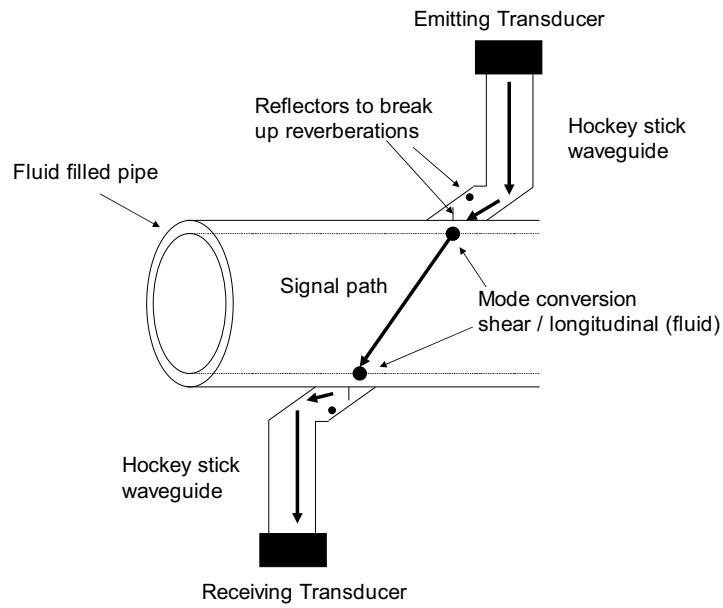 Emitting Transducer
Reflectors to break
up reverberations
Hockey stick
waveguide
Fluid filled pipe
Signal path
Mode conversion
shear / longitudinal (fluid)
Hockey stick
waveguide
Receiving Transducer